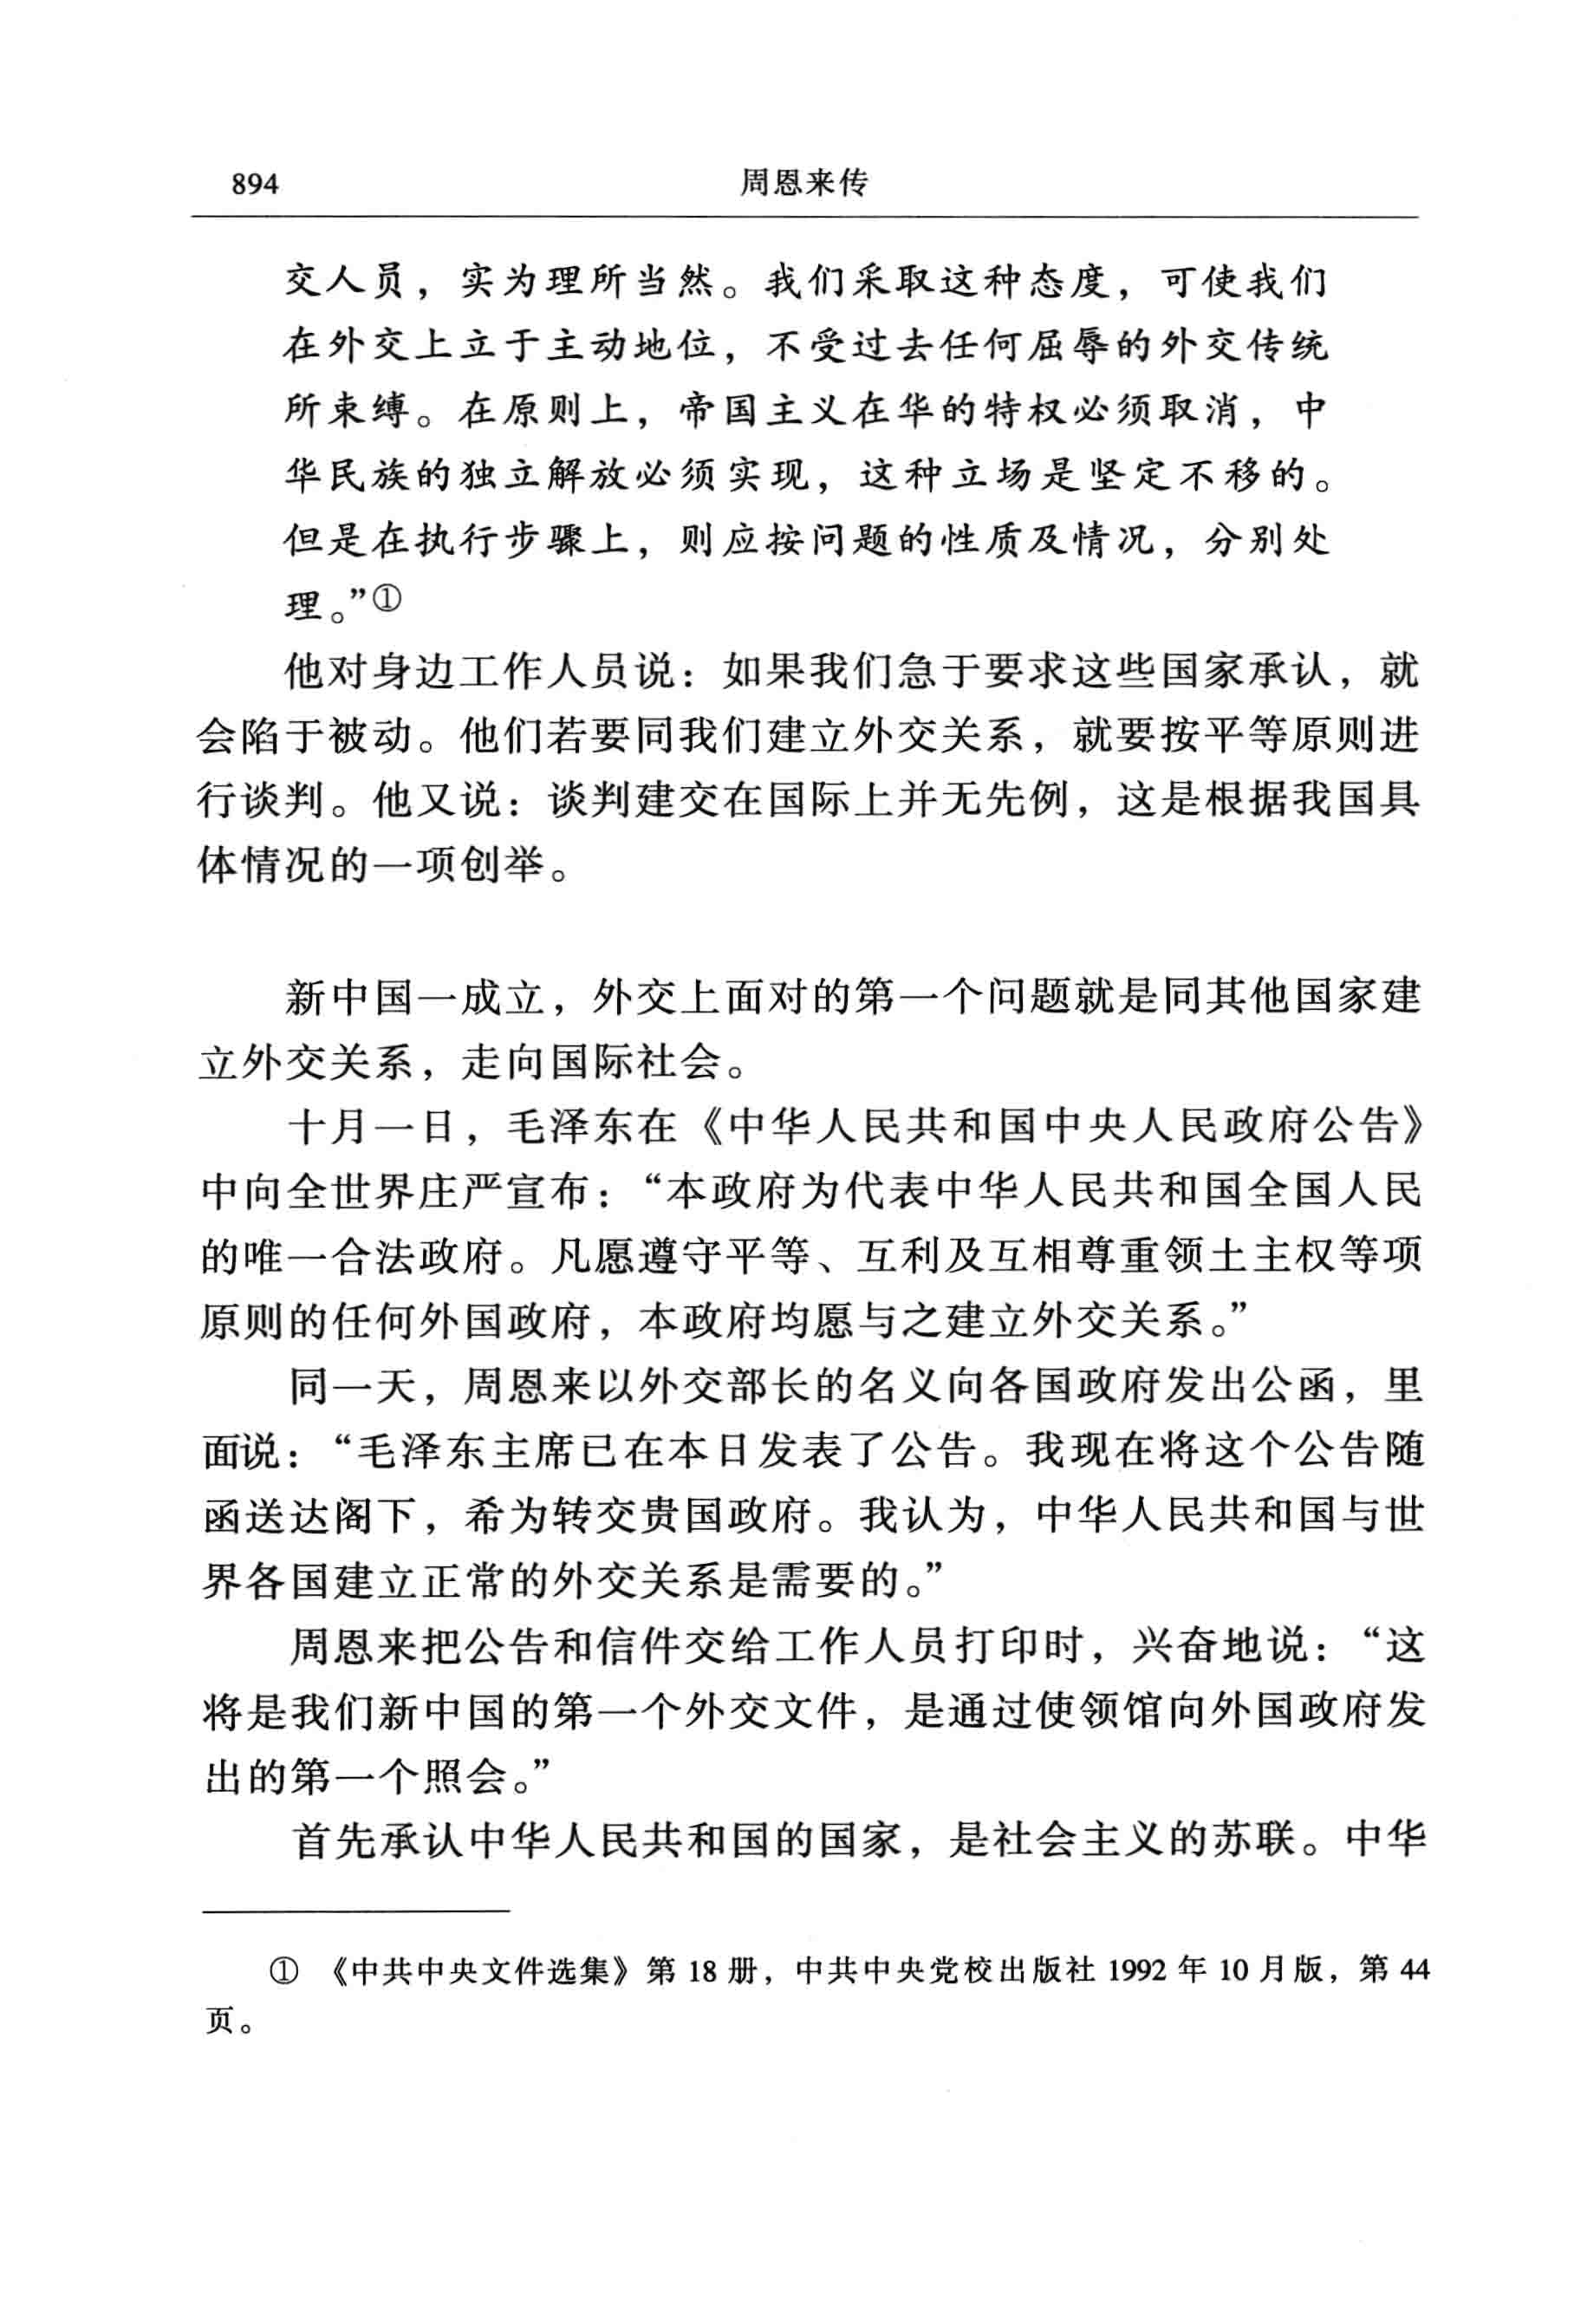 894
周恩来传
交人员，实为理所当然。我们采取这种态度，可使我们
在外交上立于主动地位，不受过去任何屈辱的外交传统
所束缚。在原则上，帝国主义在华的特权必须取消，中
华民族的独立解放必须实现，这种立场是坚定不移的。
但是在执行步骤上，则应按问题的性质及情况，分别处
理。”①
他对身边工作人员说：如果我们急于要求这些国家承认，就
会陷于被动。他们若要同我们建立外交关系，就要按平等原则进
行谈判。他又说：谈判建交在国际上并无先例，这是根据我国具
体情况的一项创举。
新中国一成立，外交上面对的第一个问题就是同其他国家建
立外交关系，走向国际社会。
十月一日，毛泽东在《中华人民共和国中央人民政府公告》
中向全世界庄严宣布：“本政府为代表中华人民共和国全国人民
的唯一合法政府。凡愿遵守平等、互利及互相尊重领土主权等项
原则的任何外国政府，本政府均愿与之建立外交关系。”
同一天，周恩来以外交部长的名义向各国政府发出公函，里
面说：“毛泽东主席已在本日发表了公告。我现在将这个公告随
函送达阁下，希为转交贵国政府。我认为，中华人民共和国与世
界各国建立正常的外交关系是需要的。”
周恩来把公告和信件交给工作人员打印时，兴奋地说：“这
将是我们新中国的第一个外交文件，是通过使领馆向外国政府发
出的第一个照会。”
首先承认中华人民共和国的国家，是社会主义的苏联。中华
① 《中共中央文件选集》第 18 册，中共中央党校出版社 1992 年 10 月版，第 44
页。